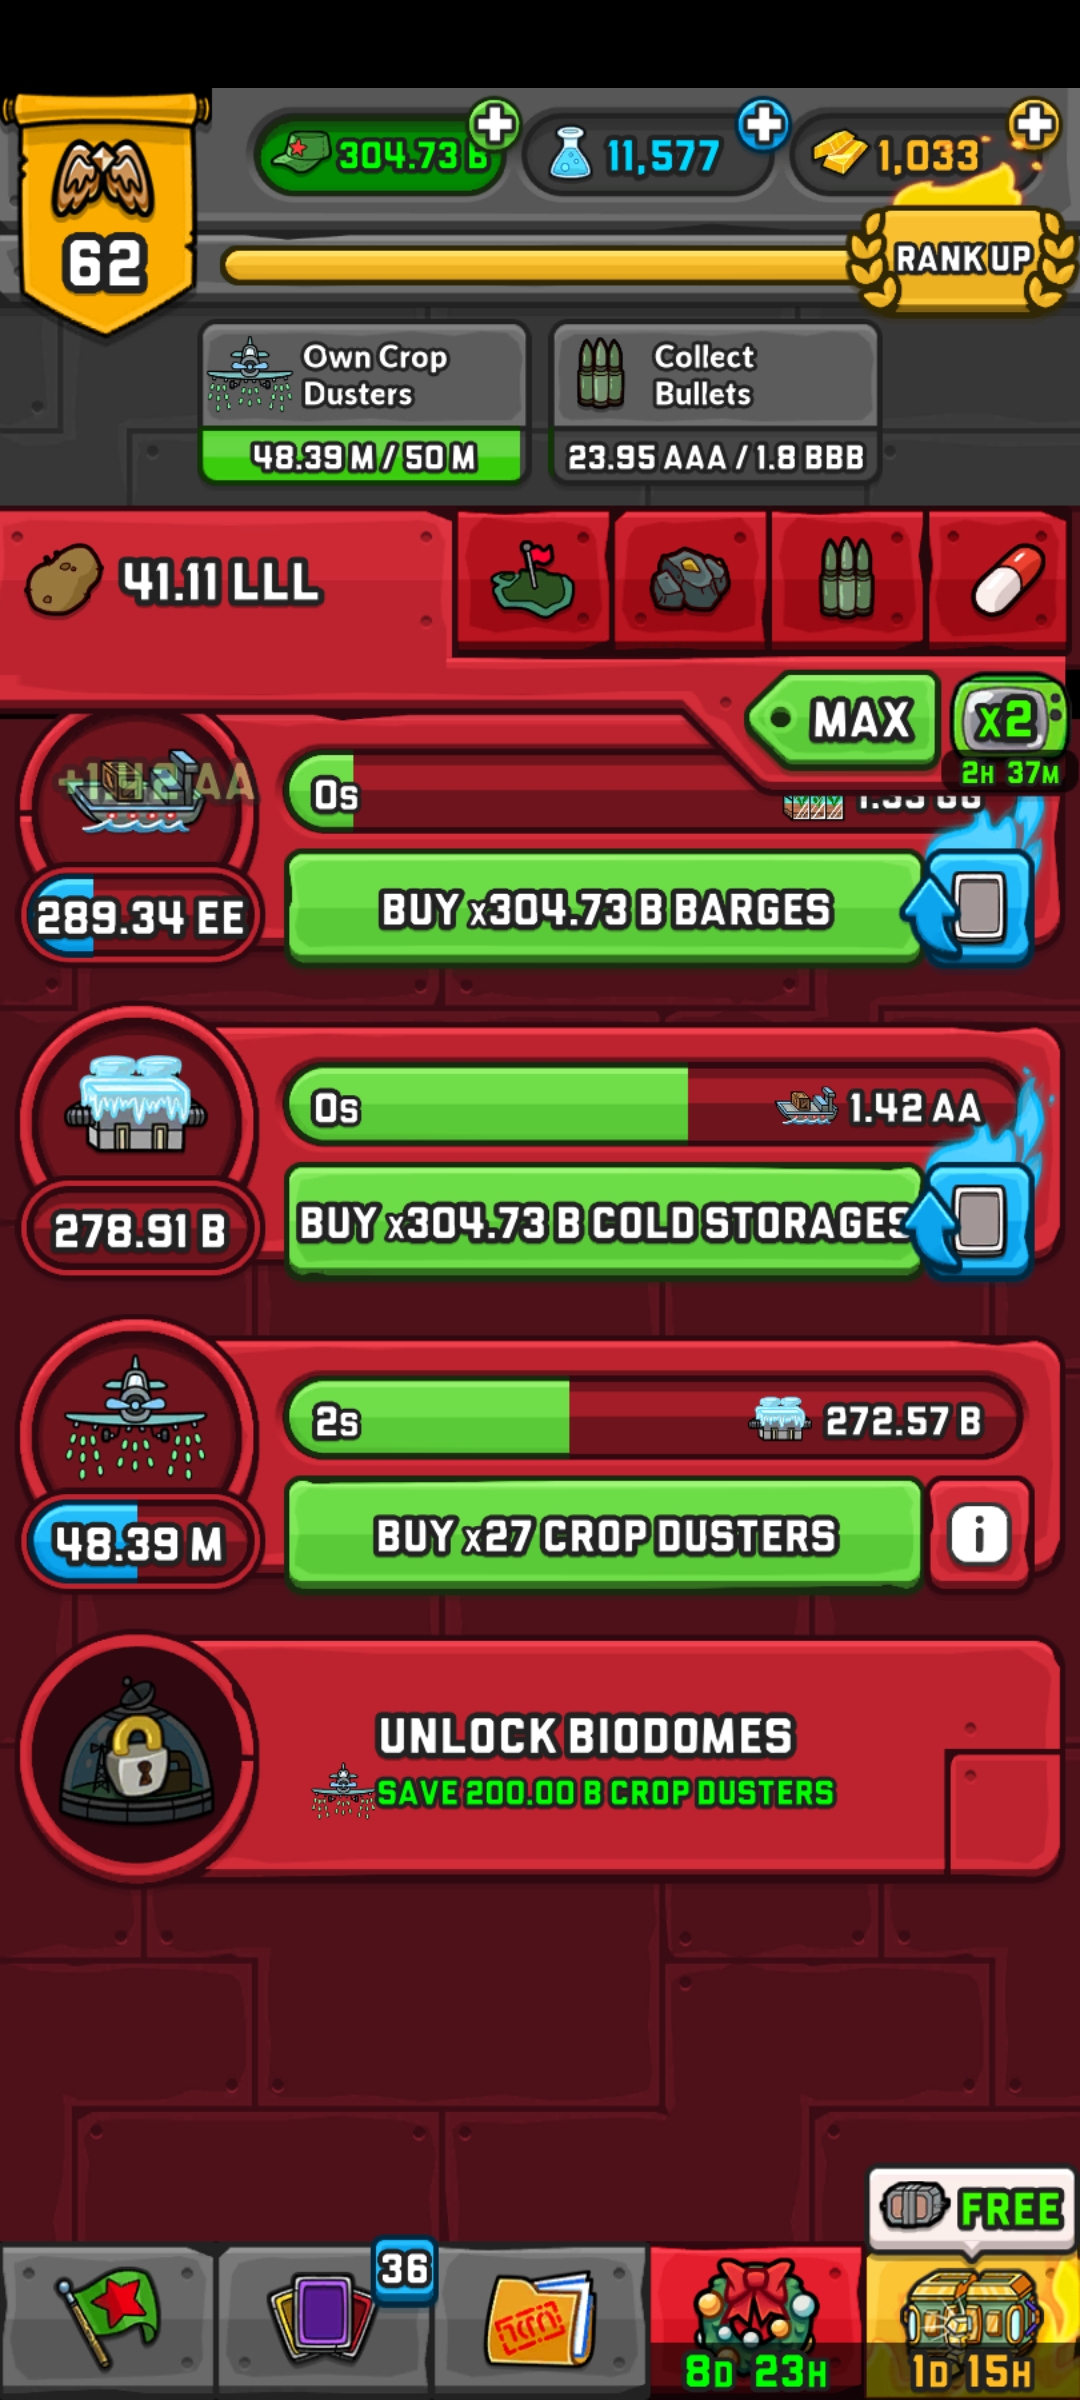 304.73 B
11,577
1,033
62
RANK UP
Own Crop
Dusters
48.39 M / 50 M
Collect
Bullets
23.95 AAA / 1.8 BBB
41.11 LLL
MAX
x2
2H 37M
+1.42 AA
0s
289.34 EE
BUY x304.73 B BARGES
0s
1.42 AA
278.91 B
BUY x304.73 B COLD STORAGES
2s
272.57 B
48.39 M
BUY x27 CROP DUSTERS
i
UNLOCK BIODOMES
SAVE 200.00 B CROP DUSTERS
FREE
36
8D 23H
1D 15H